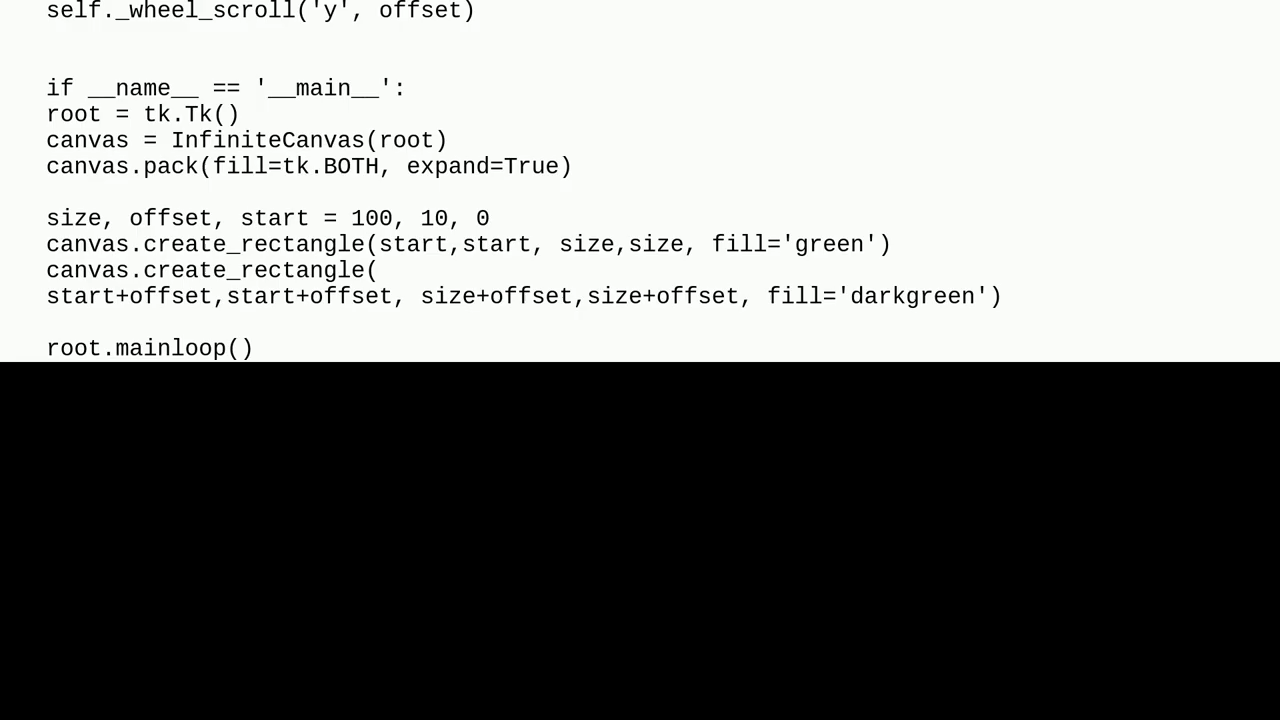 self._wheel_scroll('y', offset)
if __name__ == '__main__':
root = tk.Tk()
canvas = InfiniteCanvas(root)
canvas.pack(fill=tk.BOTH, expand=True)
size, offset, start = 100, 10, 0
canvas.create_rectangle(start,start, size,size, fill='green')
canvas.create_rectangle(
start+offset,start+offset, size+offset,size+offset, fill='darkgreen')
root.mainloop()